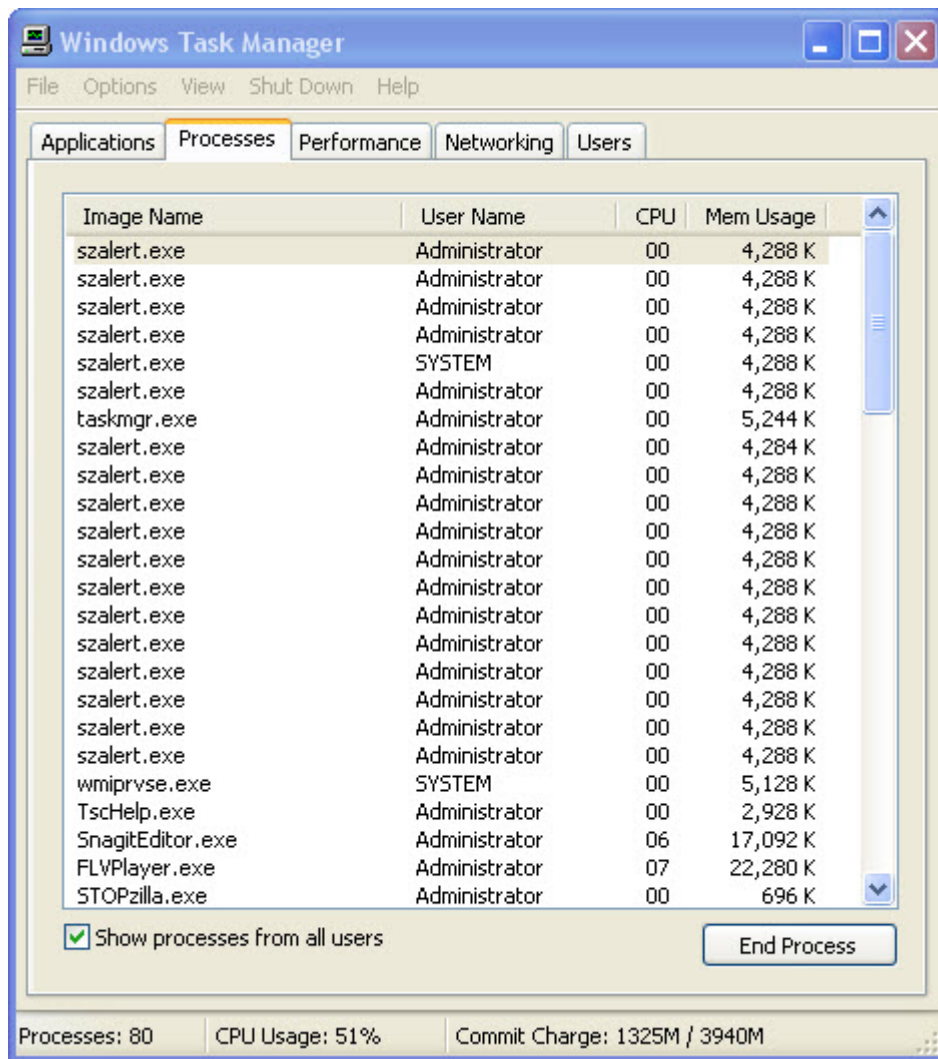 Windows Task Manager
File Options View Shut Down Help
Applications Processes Performance Networking Users
Image Name User Name CPU Mem Usage
szalert.exe Administrator 00 4,288 K
szalert.exe Administrator 00 4,288 K
szalert.exe Administrator 00 4,288 K
szalert.exe Administrator 00 4,288 K
szalert.exe SYSTEM 00 4,288 K
szalert.exe Administrator 00 4,288 K
taskmgr.exe Administrator 00 5,244 K
szalert.exe Administrator 00 4,284 K
szalert.exe Administrator 00 4,288 K
szalert.exe Administrator 00 4,288 K
szalert.exe Administrator 00 4,288 K
szalert.exe Administrator 00 4,288 K
szalert.exe Administrator 00 4,288 K
szalert.exe Administrator 00 4,288 K
szalert.exe Administrator 00 4,288 K
szalert.exe Administrator 00 4,288 K
szalert.exe Administrator 00 4,288 K
szalert.exe Administrator 00 4,288 K
szalert.exe Administrator 00 4,288 K
wmiprvse.exe SYSTEM 00 5,128 K
TscHelp.exe Administrator 00 2,928 K
SnagitEditor.exe Administrator 06 17,092 K
FLVPlayer.exe Administrator 07 22,280 K
STOPzilla.exe Administrator 00 696 K
Show processes from all users
End Process
Processes: 80 CPU Usage: 51% Commit Charge: 1325M / 3940M